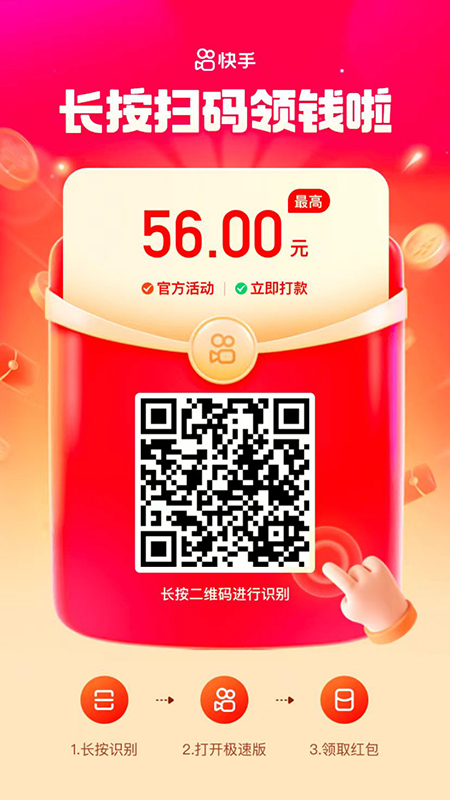 快手
长按扫码领钱啦
最高
56.00元
官方活动 | 立即打款
长按二维码进行识别
1.长按识别 2.打开极速版 3.领取红包